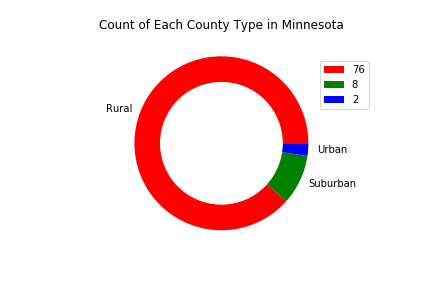 Count of Each County Type in Minnesota
76
8
2
Rural
Urban
Suburban